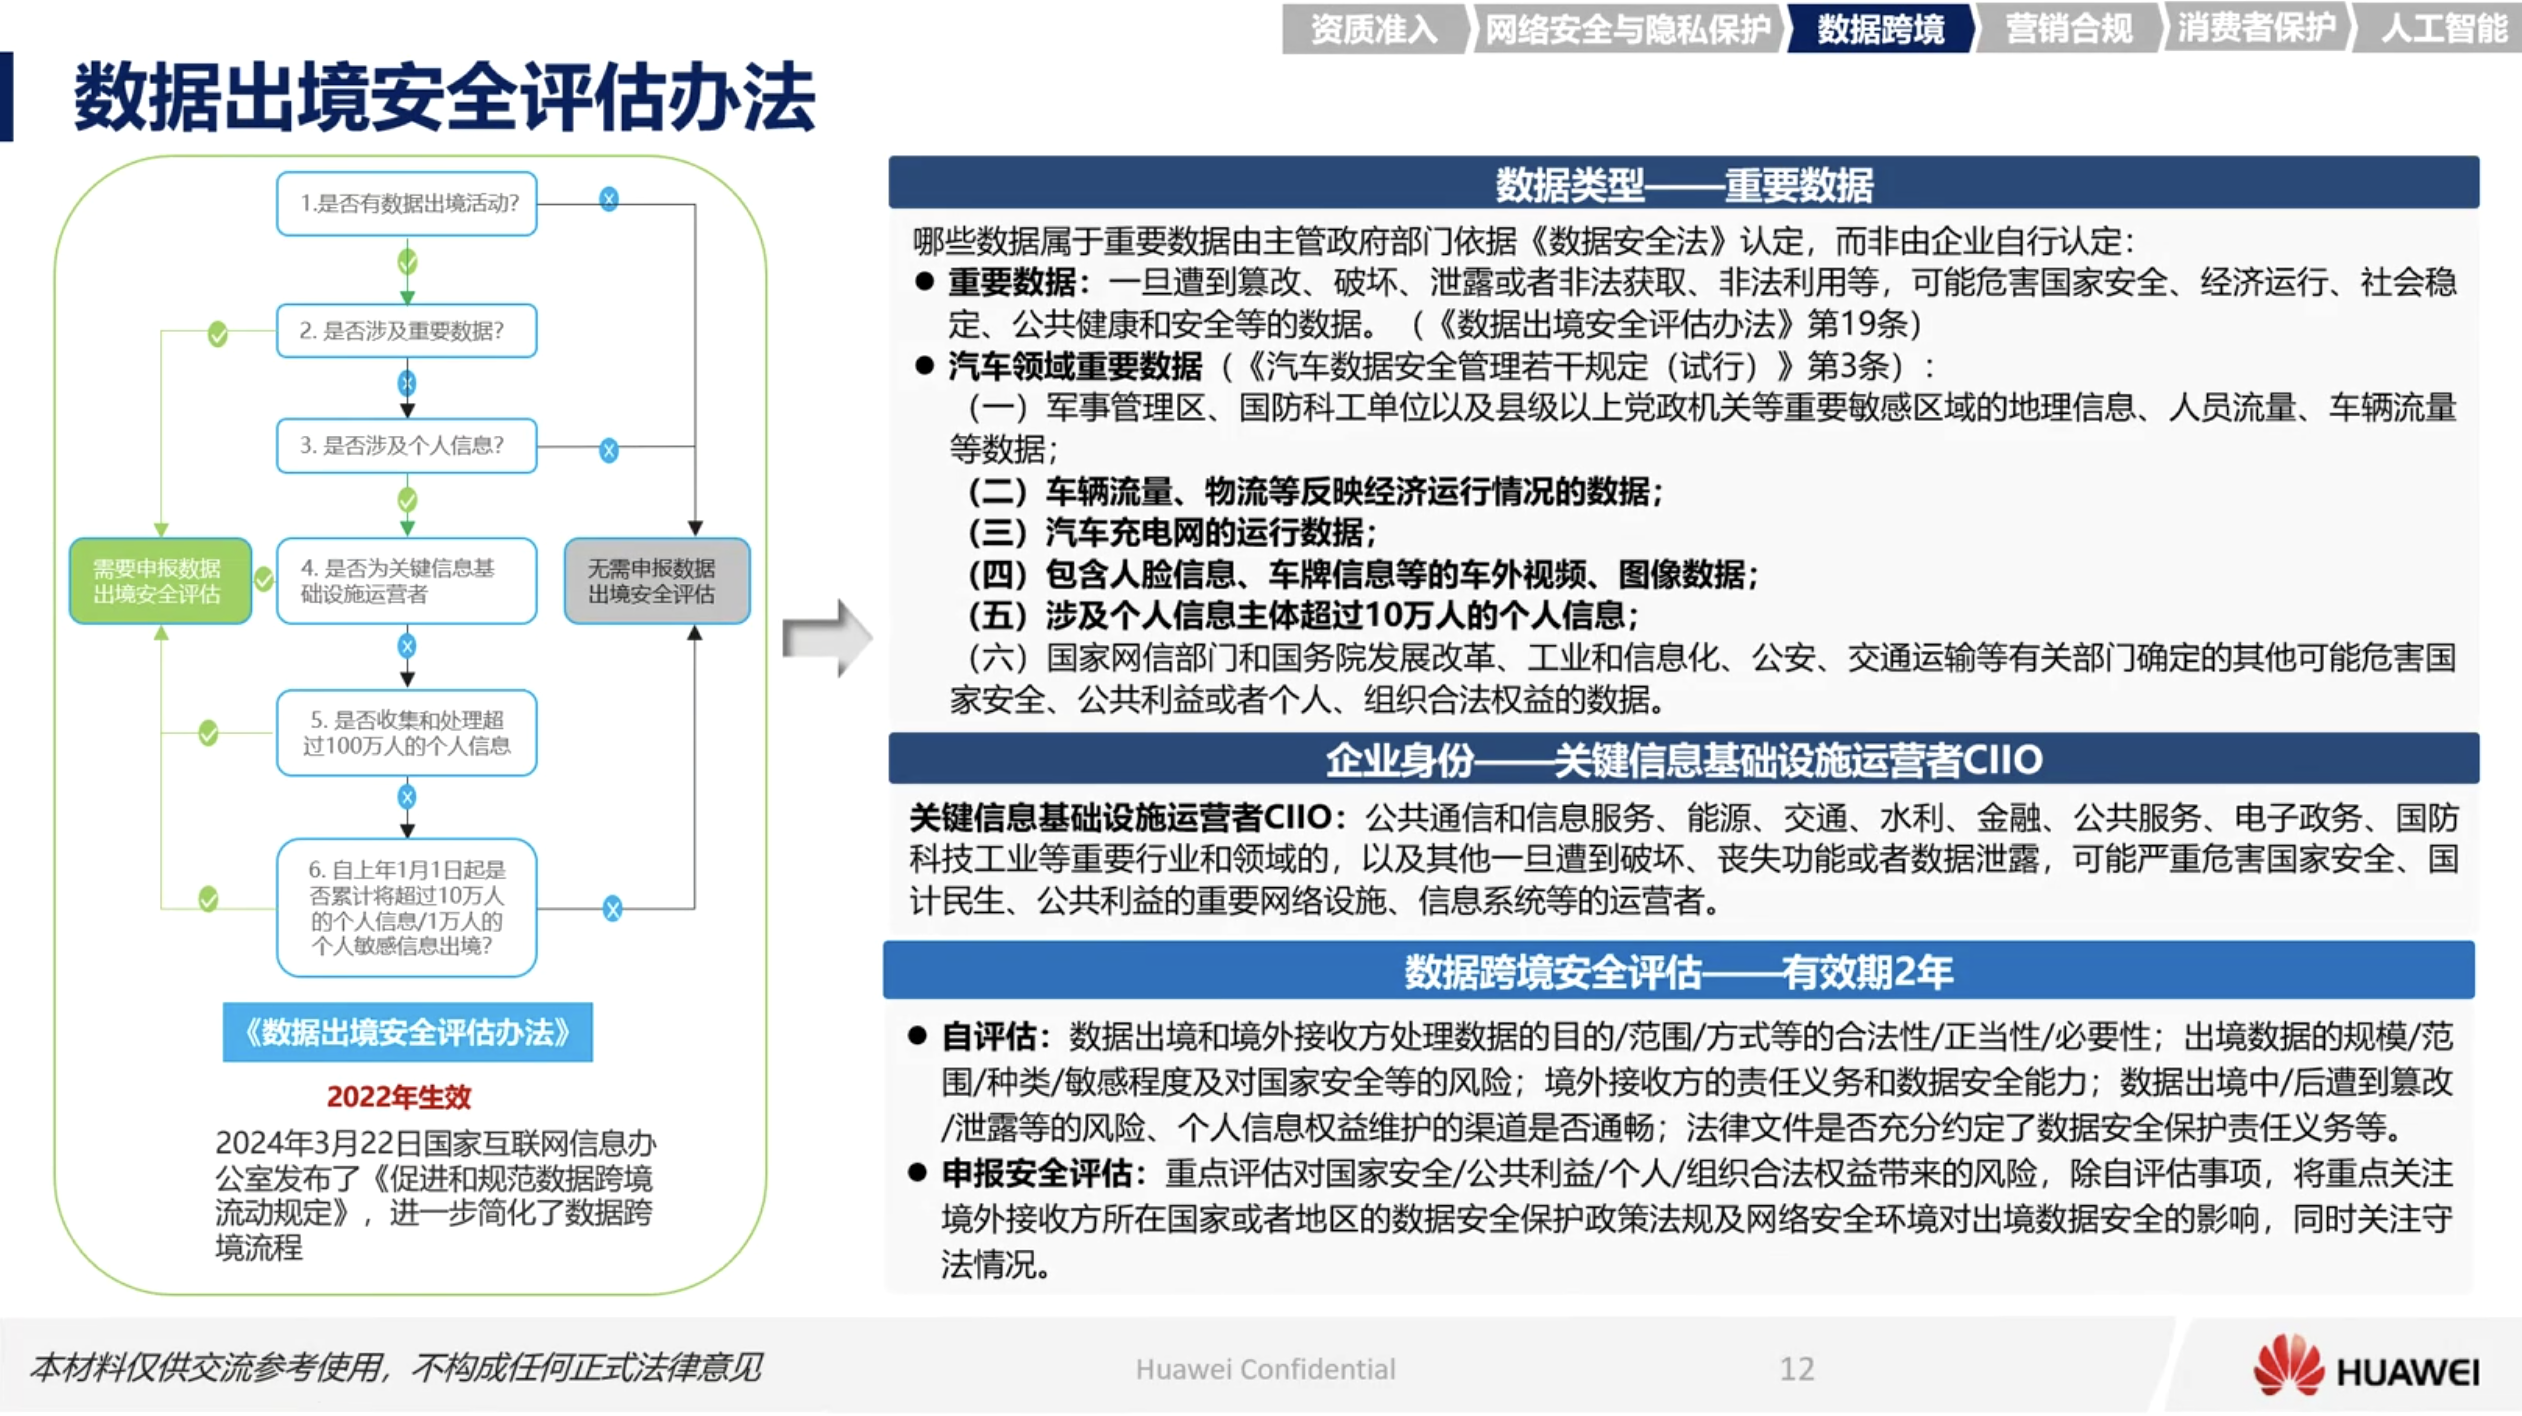 资质准入
网络安全与隐私保护
数据跨境
营销合规
消费者保护
人工智能
数据出境安全评估办法
1.是否有数据出境活动?
2. 是否涉及重要数据?
3. 是否涉及个人信息?
需要申报数据
出境安全评估
4. 是否为关键信息基
础设施运营者
无需申报数据
出境安全评估
5. 是否收集和处理超
过100万人的个人信息
6. 自上年1月1日起是
否累计将超过10万人
的个人信息/1万人的
个人敏感信息出境?
《数据出境安全评估办法》
2022年生效
2024年3月22日国家互联网信息办
公室发布了《促进和规范数据跨境
流动规定》，进一步简化了数据跨
境流程
数据类型——重要数据
哪些数据属于重要数据由主管政府部门依据《数据安全法》认定，而非由企业自行认定：
● 重要数据：一旦遭到篡改、破坏、泄露或者非法获取、非法利用等，可能危害国家安全、经济运行、社会稳
定、公共健康和安全等的数据。（《数据出境安全评估办法》第19条）
● 汽车领域重要数据（《汽车数据安全管理若干规定（试行）》第3条）：
（一）军事管理区、国防科工单位以及县级以上党政机关等重要敏感区域的地理信息、人员流量、车辆流量
等数据；
（二）车辆流量、物流等反映经济运行情况的数据；
（三）汽车充电网的运行数据；
（四）包含人脸信息、车牌信息等的车外视频、图像数据；
（五）涉及个人信息主体超过10万人的个人信息；
（六）国家网信部门和国务院发展改革、工业和信息化、公安、交通运输等有关部门确定的其他可能危害国
家安全、公共利益或者个人、组织合法权益的数据。
企业身份——关键信息基础设施运营者CIIO
关键信息基础设施运营者CIIO：公共通信和信息服务、能源、交通、水利、金融、公共服务、电子政务、国防
科技工业等重要行业和领域的，以及其他一旦遭到破坏、丧失功能或者数据泄露，可能严重危害国家安全、国
计民生、公共利益的重要网络设施、信息系统等的运营者。
数据跨境安全评估——有效期2年
● 自评估：数据出境和境外接收方处理数据的目的/范围/方式等的合法性/正当性/必要性；出境数据的规模/范
围/种类/敏感程度及对国家安全等的风险；境外接收方的责任义务和数据安全能力；数据出境中/后遭到篡改
/泄露等的风险、个人信息权益维护的渠道是否通畅；法律文件是否充分约定了数据安全保护责任义务等。
● 申报安全评估：重点评估对国家安全/公共利益/个人/组织合法权益带来的风险，除自评估事项，将重点关注
境外接收方所在国家或者地区的数据安全保护政策法规及网络安全环境对出境数据安全的影响，同时关注守
法情况。
本材料仅供交流参考使用，不构成任何正式法律意见
Huawei Confidential
12
HUAWEI